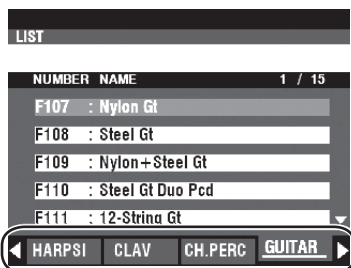 LIST
NUMBER NAME 1 / 15
F107 : Nylon Gt
F108 : Steel Gt
F109 : Nylon+Steel Gt
F110 : Steel Gt Duo Pcd
F111 : 12-String Gt
HARPSI CLAV CH.PERC GUITAR